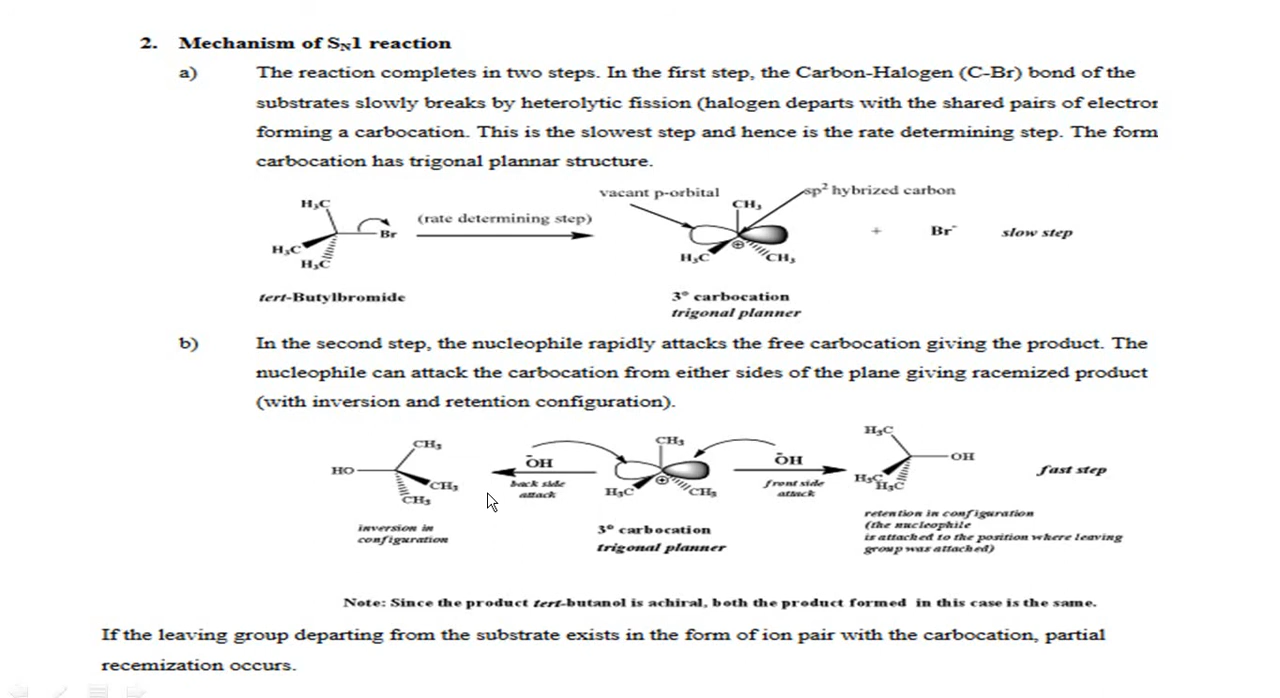 2. Mechanism of SN1 reaction
a) The reaction completes in two steps. In the first step, the Carbon-Halogen (C-Br) bond of the
substrates slowly breaks by heterolytic fission (halogen departs with the shared pairs of electror
forming a carbocation. This is the slowest step and hence is the rate determining step. The form
carbocation has trigonal plannar structure.
vacant p-orbital
sp² hybrized carbon
H₃C
CH₃
(rate determining step)
Br
+ Br⁻ slow step
H₃C
H₃C
⊕
H₃C
CH₃
tert-Butylbromide
3° carbocation
trigonal planner
b) In the second step, the nucleophile rapidly attacks the free carbocation giving the product. The
nucleophile can attack the carbocation from either sides of the plane giving racemized product
(with inversion and retention configuration).
CH₃
CH₃
H₃C
HO
ŌH
ŌH
OH
fast step
CH₃
CH₃
back side
attack
⊕
H₃C
CH₃
front side
attack
H₃C
H₃C
inversion in
configuration
3° carbocation
trigonal planner
retention in configuration
(the nucleophile
is attached to the position where leaving
group was attached)
Note: Since the product tert-butanol is achiral, both the product formed in this case is the same.
If the leaving group departing from the substrate exists in the form of ion pair with the carbocation, partial
recemization occurs.